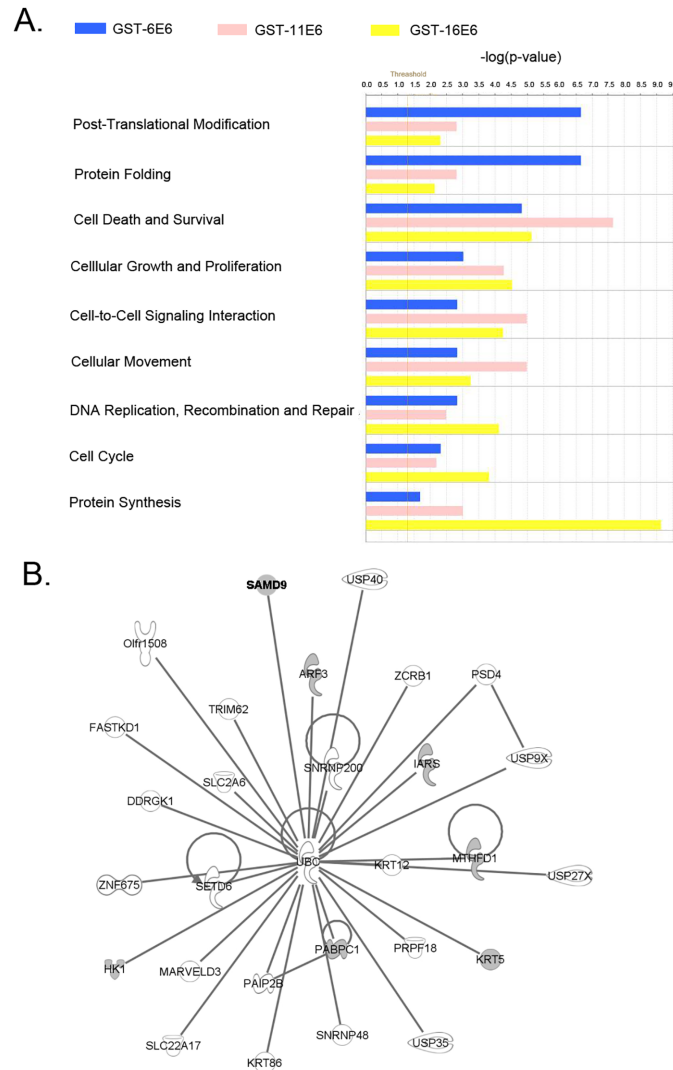 A.
GST-6E6 GST-11E6 GST-16E6
-log(p-value)
Threashold
0.0 0.5 1.0 1.5 2.0 2.5 3.0 3.5 4.0 4.5 5.0 5.5 6.0 6.5 7.0 7.5 8.0 8.5 9.0
Post-Translational Modification
Protein Folding
Cell Death and Survival
Celllular Growth and Proliferation
Cell-to-Cell Signaling Interaction
Cellular Movement
DNA Replication, Recombination and Repair
Cell Cycle
Protein Synthesis
B.
SAMD9
USP40
Olfr1508
ARF3
ZCRB1
PSD4
TRIM62
FASTKD1
SNRNP200
IARS
USP9X
SLC2A6
DDRGK1
UBC
KRT12
MTHFD1
USP27X
ZNF675
SETD6
PABPC1
PRPF18
KRT5
HK1
MARVELD3
PAIP2B
SNRNP48
USP35
SLC22A17
KRT86